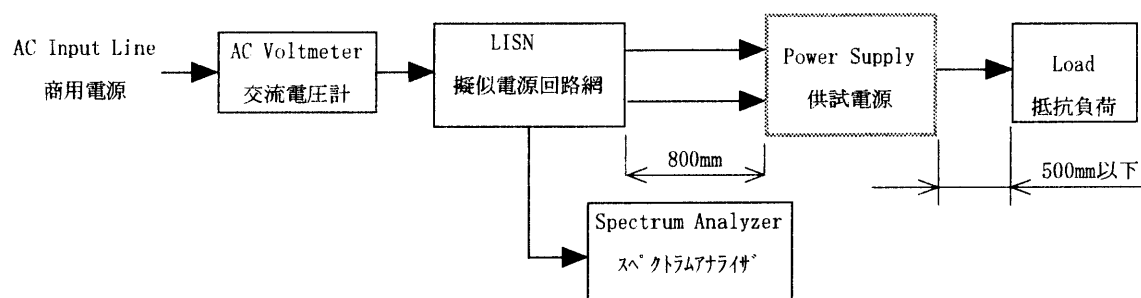 AC Input Line
商用電源
AC Voltmeter
交流電圧計
LISN
擬似電源回路網
Power Supply
供試電源
Load
抵抗負荷
800mm
500mm以下
Spectrum Analyzer
ｽﾍﾟｸﾄﾗﾑｱﾅﾗｲｻﾞ